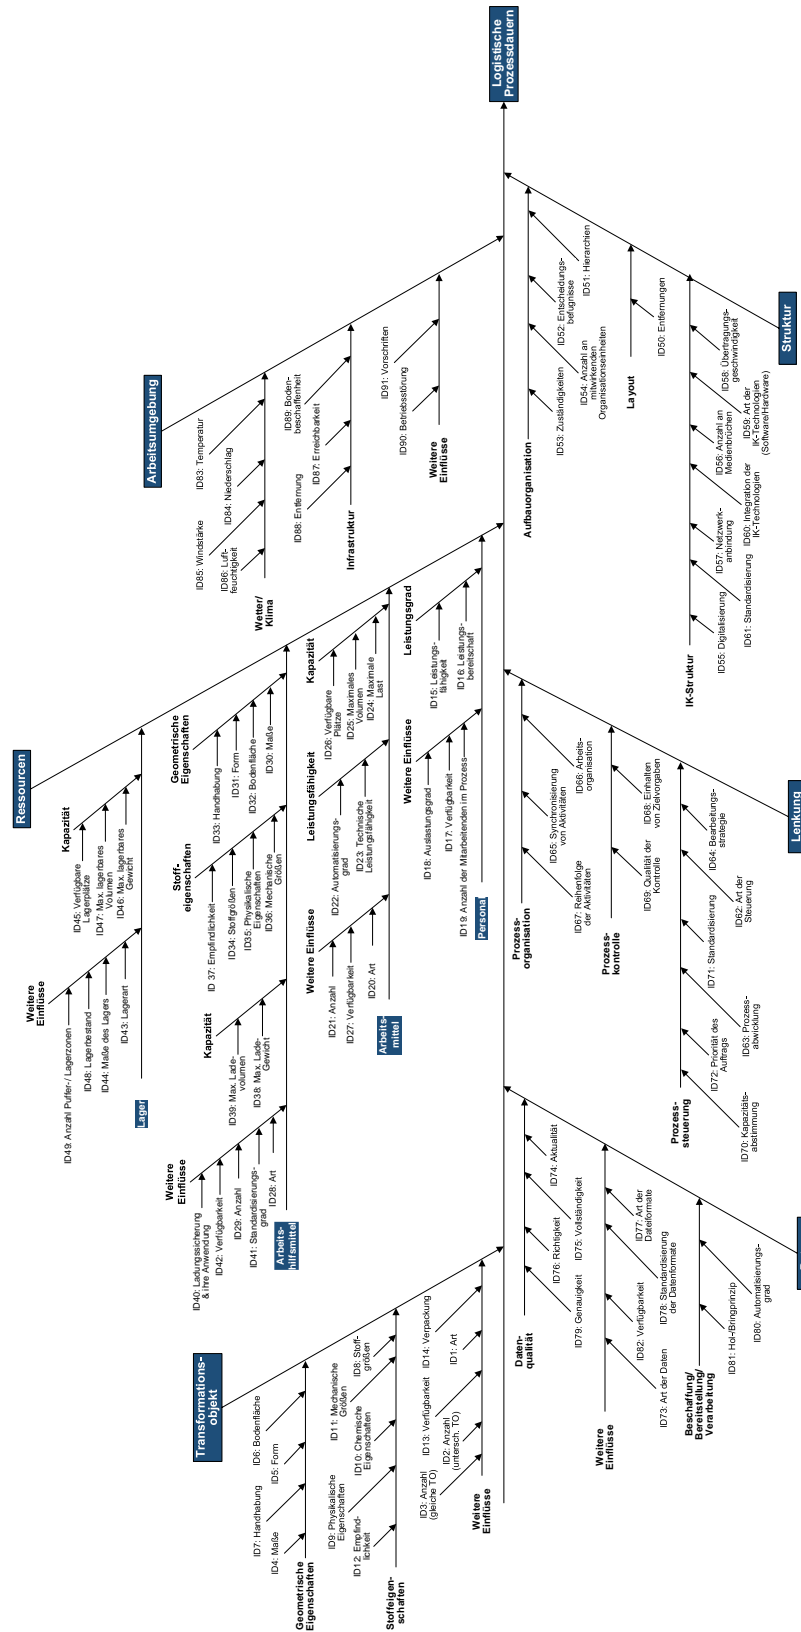 Logistische
Prozessdauern
Arbeitsumgebung
ID83: Temperatur
ID84: Niederschlag
ID85: Windstärke
ID86: Luft-
feuchtigkeit
Wetter/
Klima
ID89: Boden-
beschaffenheit
ID87: Erreichbarkeit
ID88: Entfernung
Infrastruktur
ID91: Vorschriften
ID90: Betriebsstörung
Weitere
Einflüsse
Struktur
ID51: Hierarchien
ID52: Entscheidungs-
befugnisse
ID54: Anzahl an
mitwirkenden
Organisationseinheiten
ID53: Zuständigkeiten
Aufbauorganisation
ID50: Entfernungen
Layout
ID58: Übertragungs-
geschwindigkeit
ID59: Art der
IK-Technologien
(Software/Hardware)
ID56: Anzahl an
Medienbrüchen
ID60: Integration der
IK-Technologien
ID57: Netzwerk-
anbindung
ID61: Standardisierung
ID55: Digitalisierung
IK-Struktur
Ressourcen
Kapazität
ID45: Verfügbare
Lagerplätze
ID47: Max. lagerbares
Volumen
ID46: Max. lagerbares
Gewicht
Weitere
Einflüsse
ID49: Anzahl Puffer-/ Lagerzonen
ID48: Lagerbestand
ID44: Maße des Lagers
ID43: Lagerart
Lager
Geometrische
Eigenschaften
ID33: Handhabung
ID31: Form
ID32: Bodenfläche
ID30: Maße
Stoff-
eigenschaften
ID 37: Empfindlichkeit
ID34: Stoffgrößen
ID35: Physikalische
Eigenschaften
ID36: Mechanische
Größen
Kapazität
ID39: Max. Lade-
volumen
ID38: Max. Lade-
Gewicht
Weitere
Einflüsse
ID40: Ladungssicherung
& ihre Anwendung
ID42: Verfügbarkeit
ID29: Anzahl
ID41: Standardisierungs-
grad
ID28: Art
Arbeits-
hilfsmittel
Kapazität
ID26: Verfügbare
Plätze
ID25: Maximales
Volumen
ID24: Maximale
Last
Leistungsfähigkeit
ID22: Automatisierungs-
grad
ID23: Technische
Leistungsfähigkeit
Weitere Einflüsse
ID21: Anzahl
ID27: Verfügbarkeit
ID20: Art
Arbeits-
mittel
Leistungsgrad
ID15: Leistungs-
fähigkeit
ID16: Leistungs-
bereitschaft
Weitere Einflüsse
ID18: Auslastungsgrad
ID17: Verfügbarkeit
ID19: Anzahl der Mitarbeitenden im Prozess
Personal
Lenkung
ID66: Arbeits-
organisation
ID65: Synchronisierung
von Aktivitäten
ID67: Reihenfolge
der Aktivitäten
Prozess-
organisation
ID68: Einhalten
von Zielvorgaben
ID69: Qualität der
Kontrolle
Prozess-
kontrolle
ID64: Bearbeitungs-
strategie
ID62: Art der
Steuerung
ID71: Standardisierung
ID63: Prozess-
abwicklung
ID72: Priorität des
Auftrags
ID70: Kapazitäts-
abstimmung
Prozess-
steuerung
Transformations-
objekt
ID6: Bodenfläche
ID5: Form
ID7: Handhabung
ID4: Maße
Geometrische
Eigenschaften
ID8: Stoff-
größen
ID11: Mechanische
Größen
ID10: Chemische
Eigenschaften
ID9: Physikalische
Eigenschaften
ID12: Empfind-
lichkeit
Stoffeigen-
schaften
ID14: Verpackung
ID1: Art
ID13: Verfügbarkeit
ID2: Anzahl
(untersch. TO)
ID3: Anzahl
(gleiche TO)
Weitere
Einflüsse
ID74: Aktualität
ID75: Vollständigkeit
ID76: Richtigkeit
ID79: Genauigkeit
Daten-
qualität
ID77: Art der
Dateiformate
ID78: Standardisierung
der Datenformate
ID82: Verfügbarkeit
ID73: Art der Daten
Weitere
Einflüsse
ID80: Automatisierungs-
grad
ID81: Hol-/Bringprinzip
Beschaffung/
Bereitstellung/
Verarbeitung